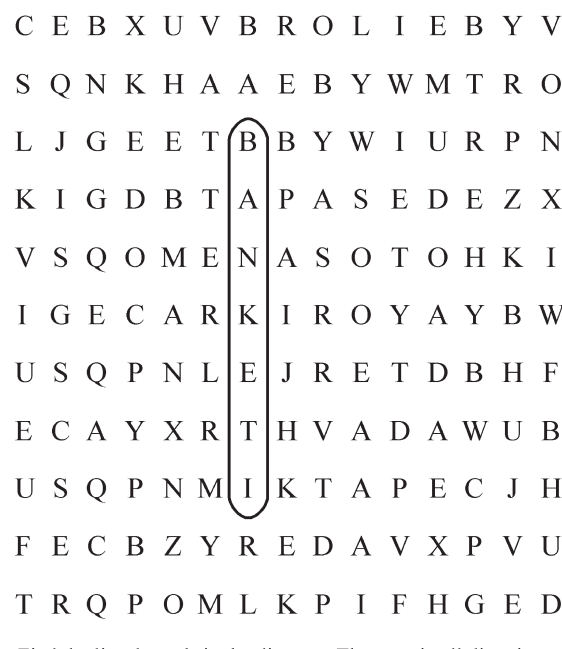 C E B X U V B R O L I E B Y V
S Q N K H A A E B Y W M T R O
L J G E E T B B Y W I U R P N
K I G D B T A P A S E D E Z X
V S Q O M E N A S O T O H K I
I G E C A R K I R O Y A Y B W
U S Q P N L E J R E T D B H F
E C A Y X R T H V A D A W U B
U S Q P N M I K T A P E C J H
F E C B Z Y R E D A V X P V U
T R Q P O M L K P I F H G E D